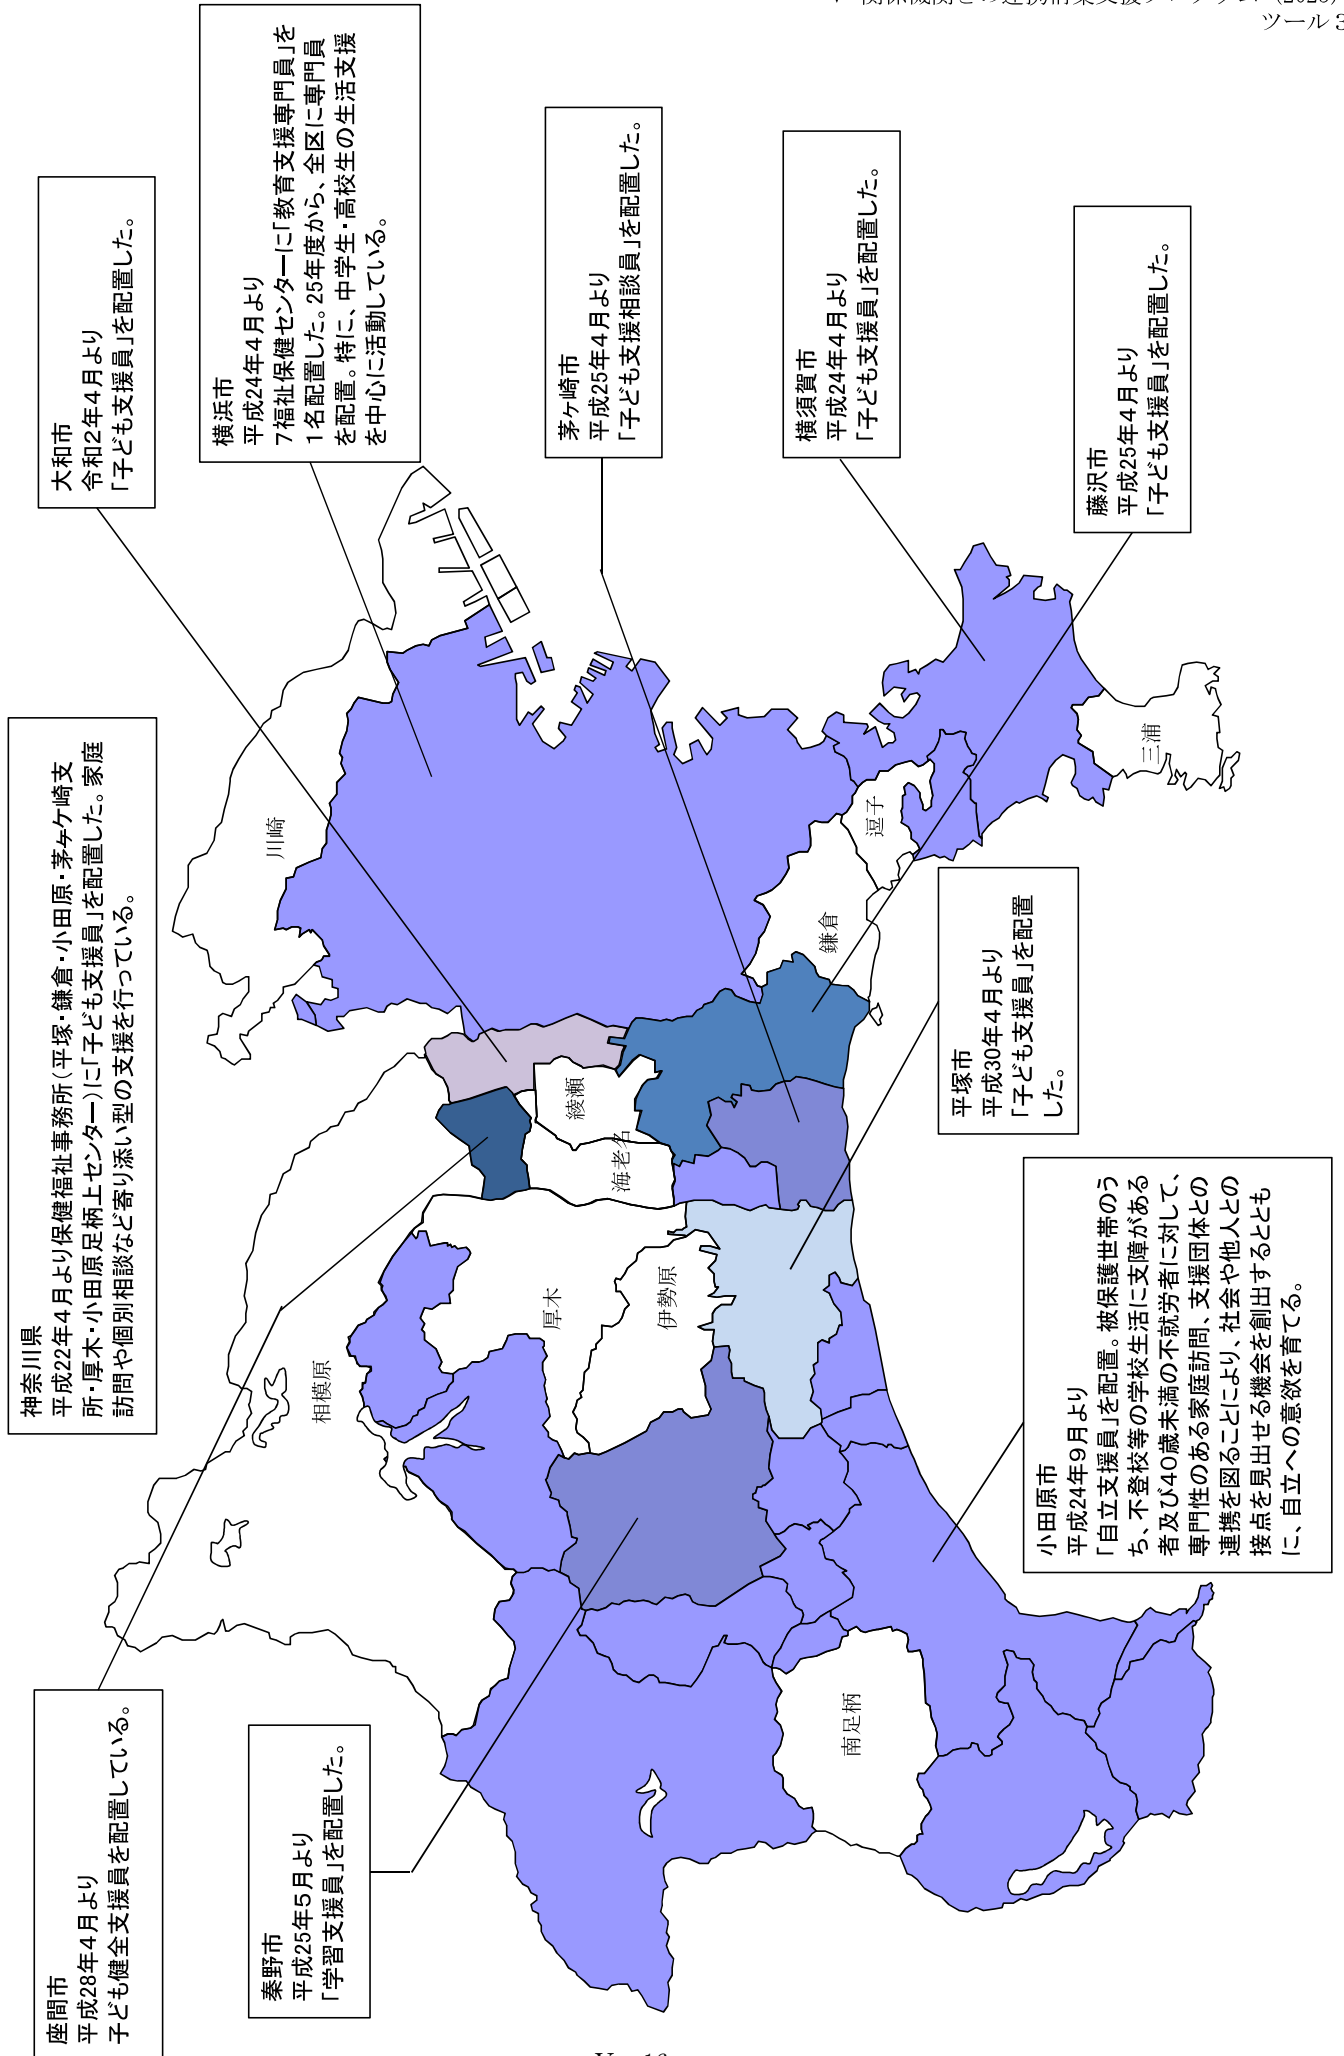 ツール 3
神奈川県
平成22年4月より保健福祉事務所(平塚・鎌倉・小田原・茅ヶケ崎支
所・厚木・小田原足柄上センター)に「子ども支援員」を配置した。家庭
訪問や個別相談など寄り添い型の支援を行っている。
大和市
令和2年4月より
「子ども支援員」を配置した。
横浜市
平成24年4月より
7福祉保健センターに「教育支援専門員」を
1名配置した。25年度から、全区に専門員
を配置。特に、中学生・高校生の生活支援
を中心に活動している。
茅ヶ崎市
平成25年4月より
「子ども支援相談員」を配置した。
横須賀市
平成24年4月より
「子ども支援員」を配置した。
藤沢市
平成25年4月より
「子ども支援員」を配置した。
平塚市
平成30年4月より
「子ども支援員」を配置
した。
小田原市
平成24年9月より
「自立支援員」を配置。被保護世帯のう
ち、不登校等の学校生活に支障がある
者及び40歳未満の不就労者に対して、
専門性のある家庭訪問、支援団体との
連携を図ることにより、社会や他人との
接点を見出せる機会を創出するととも
に、自立への意欲を育てる。
座間市
平成28年4月より
子ども健全支援員を配置している。
秦野市
平成25年5月より
「学習支援員」を配置した。
川崎
相模原
厚木
伊勢原
海老名
綾瀬
鎌倉
逗子
三浦
南足柄